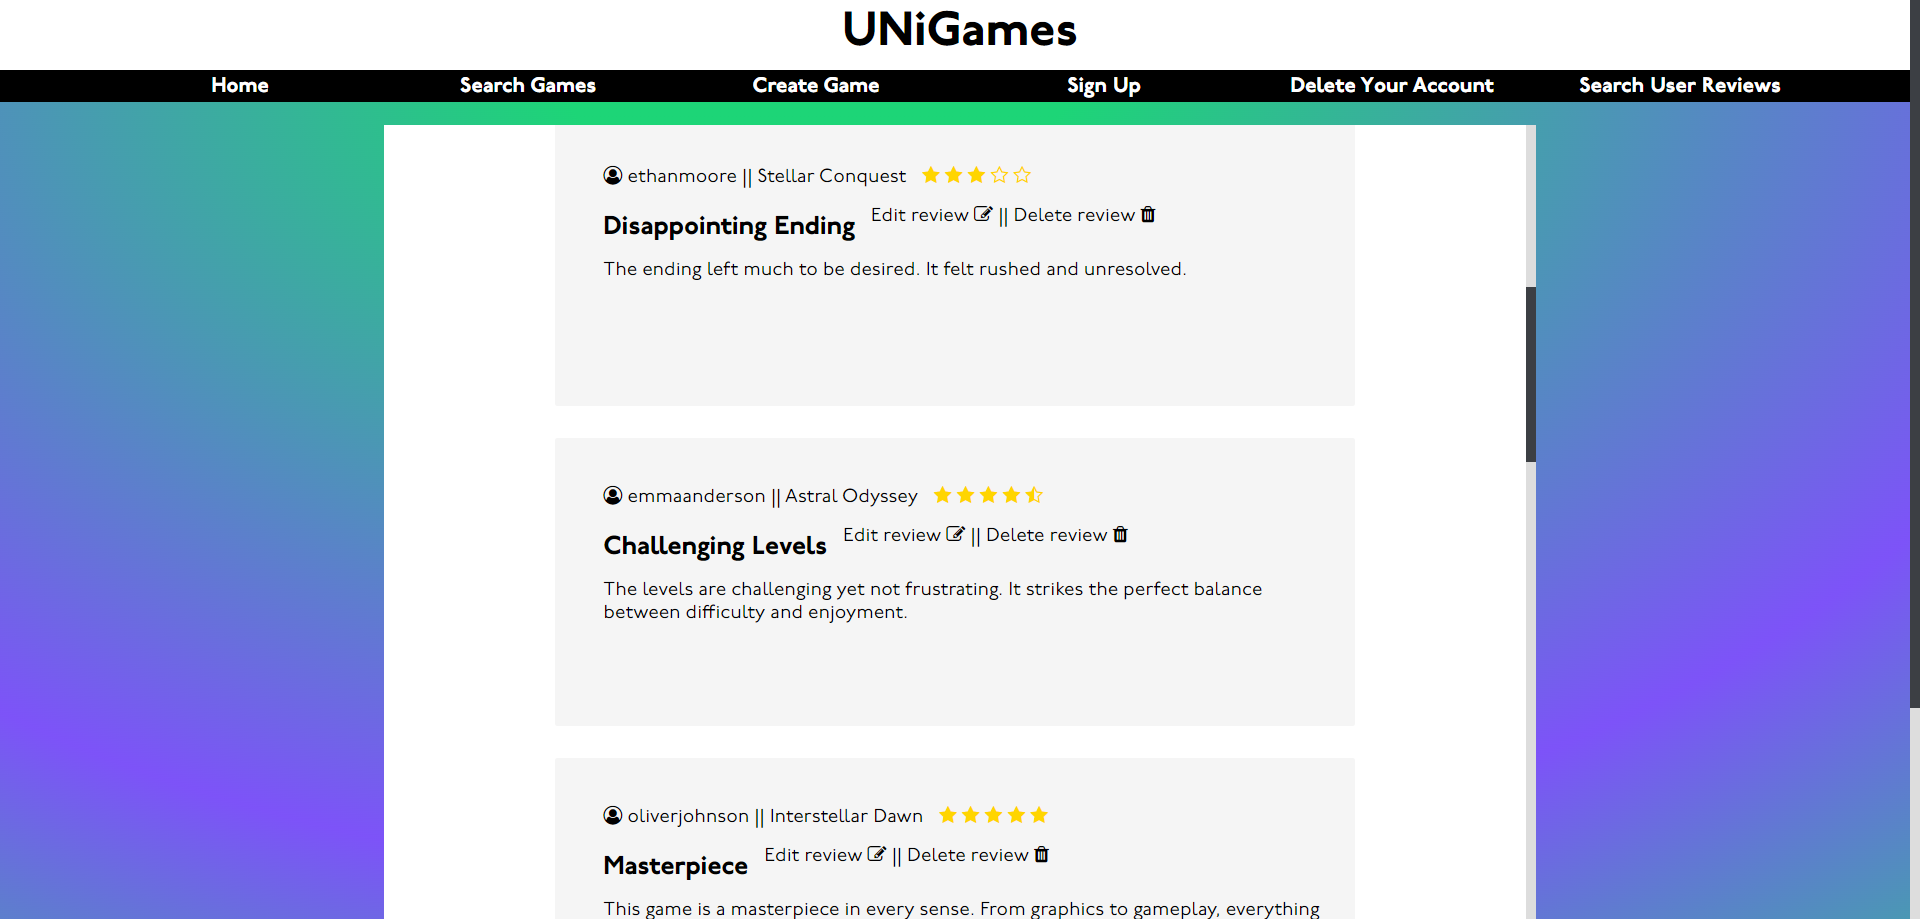 UNiGames
Home Search Games Create Game Sign Up Delete Your Account Search User Reviews
ethanmoore || Stellar Conquest
Disappointing Ending Edit review || Delete review
The ending left much to be desired. It felt rushed and unresolved.
emmaanderson || Astral Odyssey
Challenging Levels Edit review || Delete review
The levels are challenging yet not frustrating. It strikes the perfect balance
between difficulty and enjoyment.
oliverjohnson || Interstellar Dawn
Masterpiece Edit review || Delete review
This game is a masterpiece in every sense. From graphics to gameplay, everything